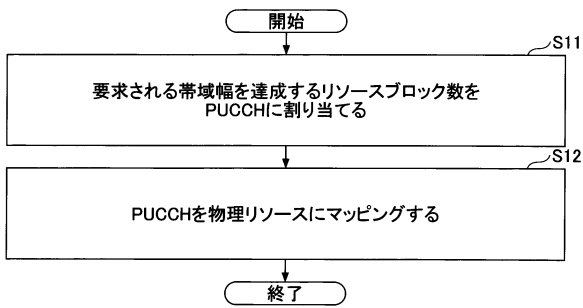 開始
S11
要求される帯域幅を達成するリソースブロック数を
PUCCHに割り当てる
S12
PUCCHを物理リソースにマッピングする
終了